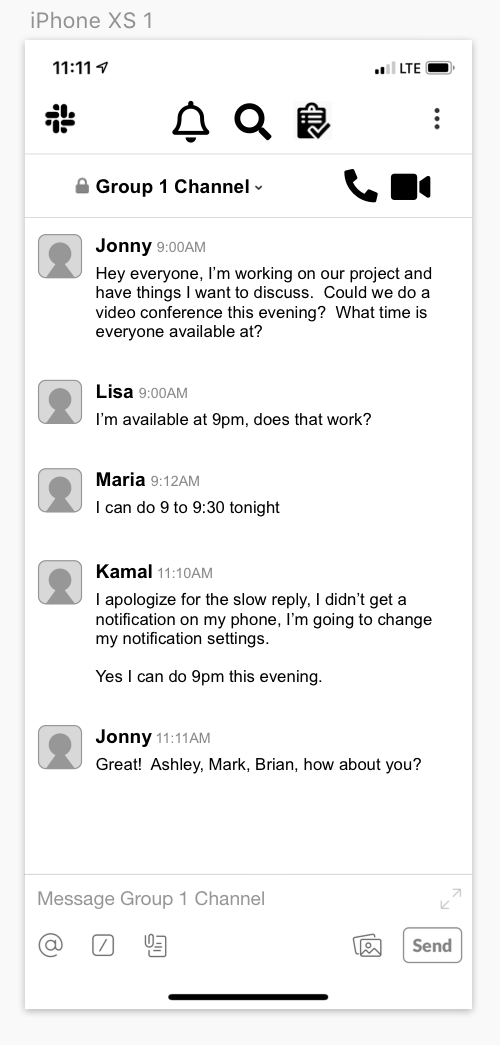 iPhone XS 1
11:11 LTE
Group 1 Channel
Jonny 9:00AM
Hey everyone, I’m working on our project and
have things I want to discuss.  Could we do a
video conference this evening?  What time is
everyone available at?
Lisa 9:00AM
I’m available at 9pm, does that work?
Maria 9:12AM
I can do 9 to 9:30 tonight
Kamal 11:10AM
I apologize for the slow reply, I didn’t get a
notification on my phone, I’m going to change
my notification settings.
Yes I can do 9pm this evening.
Jonny 11:11AM
Great!  Ashley, Mark, Brian, how about you?
Message Group 1 Channel
@ / Send